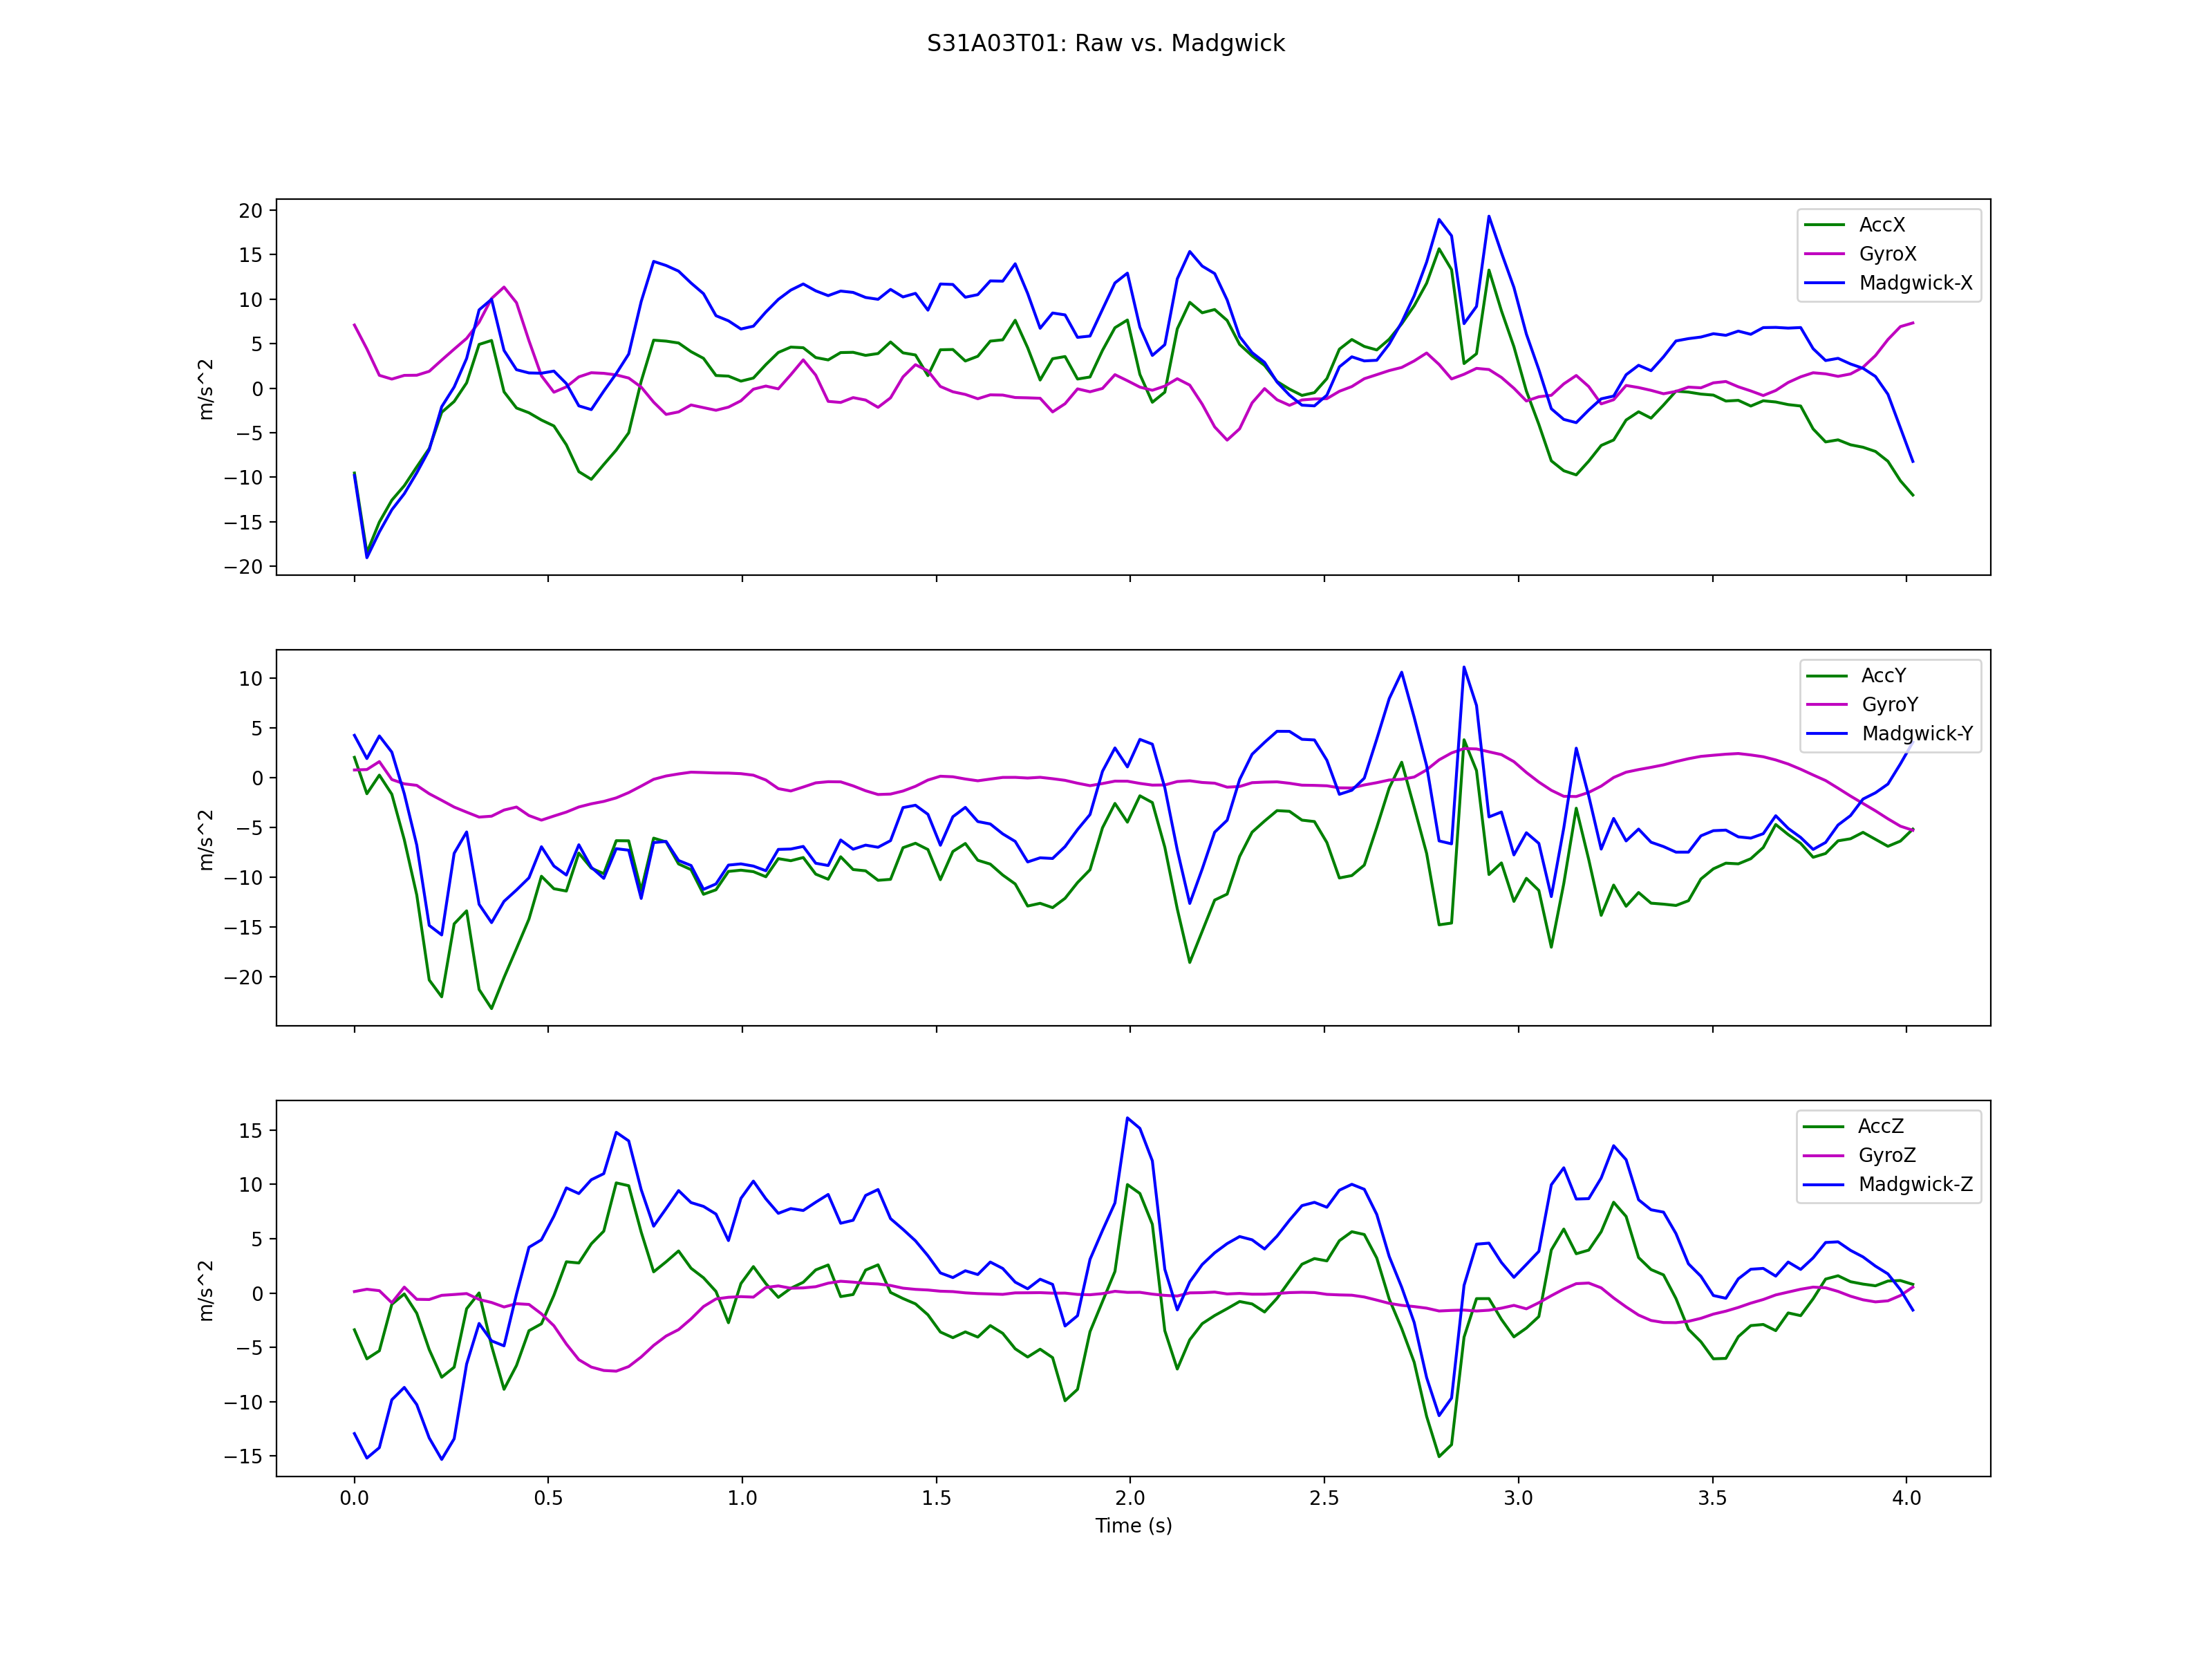 S31A03T01: Raw vs. Madgwick
20
15
10
5
0
−5
−10
−15
−20
m/s^2
AccX
GyroX
Madgwick-X
10
5
0
−5
−10
−15
−20
m/s^2
AccY
GyroY
Madgwick-Y
15
10
5
0
−5
−10
−15
m/s^2
AccZ
GyroZ
Madgwick-Z
0.0 0.5 1.0 1.5 2.0 2.5 3.0 3.5 4.0
Time (s)